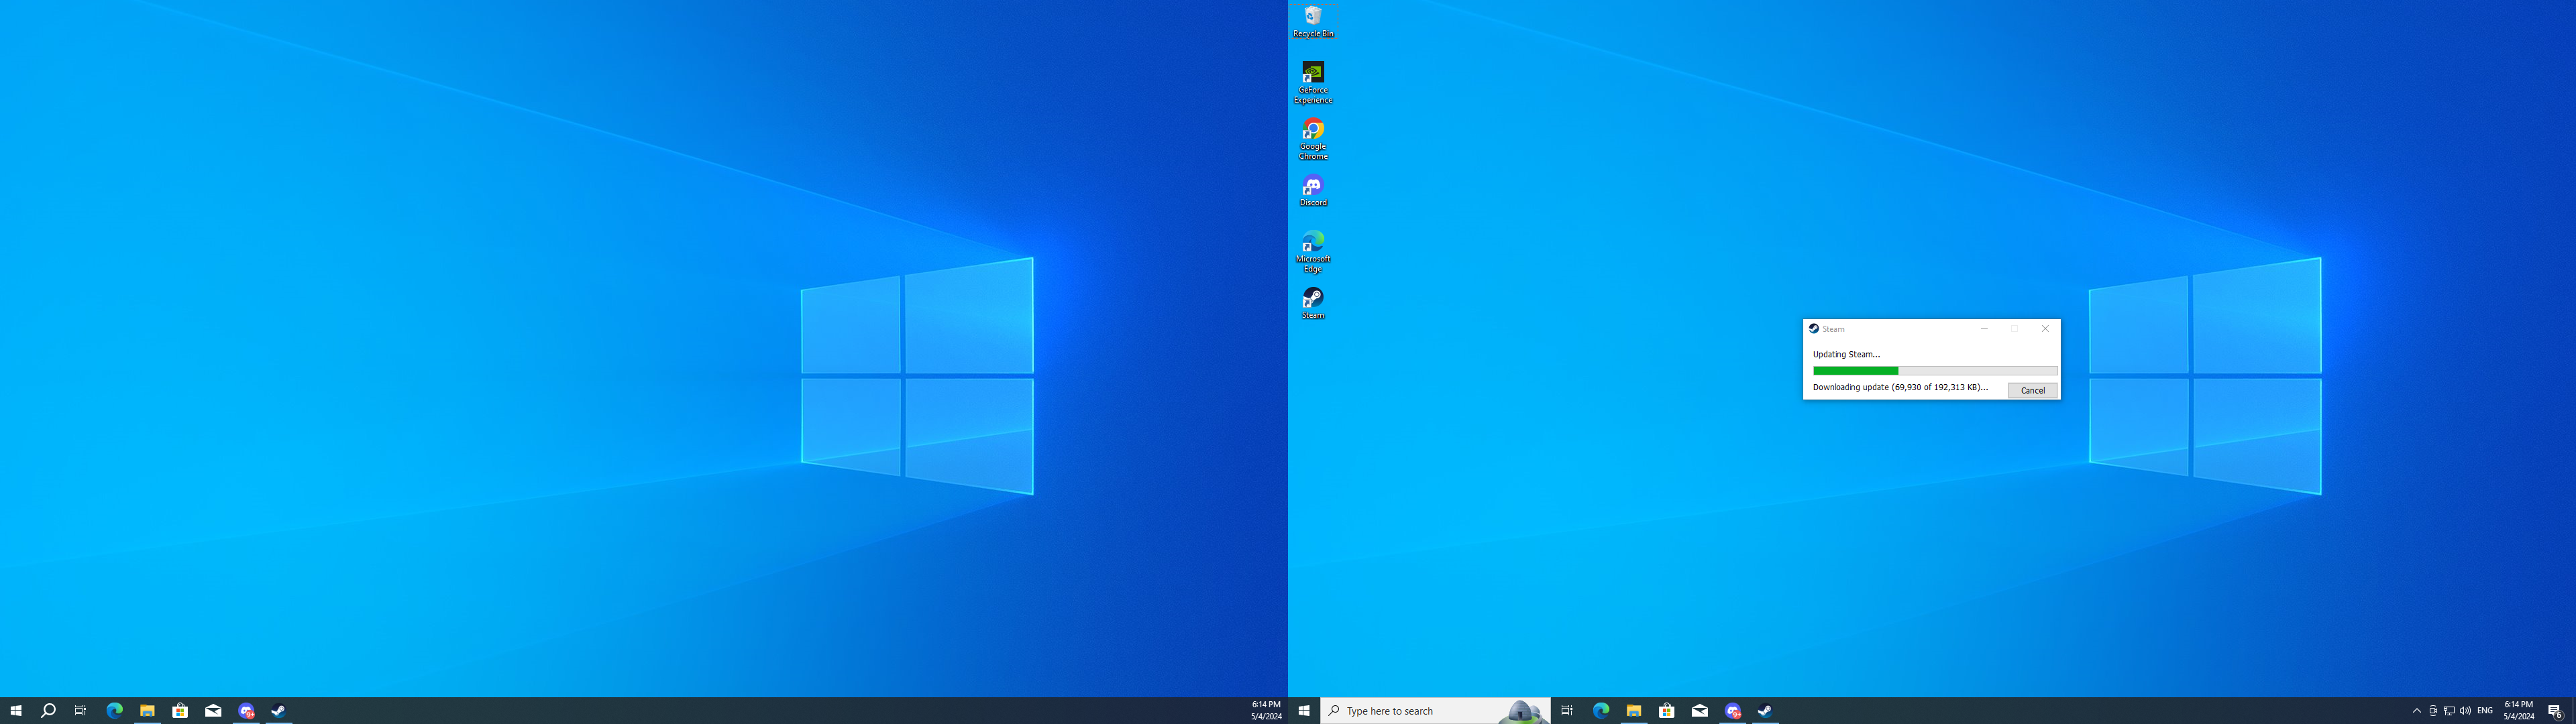 Recycle Bin
GeForce
Experience
Google
Chrome
Discord
Microsoft
Edge
Steam
Steam
Updating Steam...
Downloading update (69,930 of 192,313 KB)...
Cancel
9+
6:14 PM
5/4/2024
Type here to search
9+
ENG
6:14 PM
5/4/2024